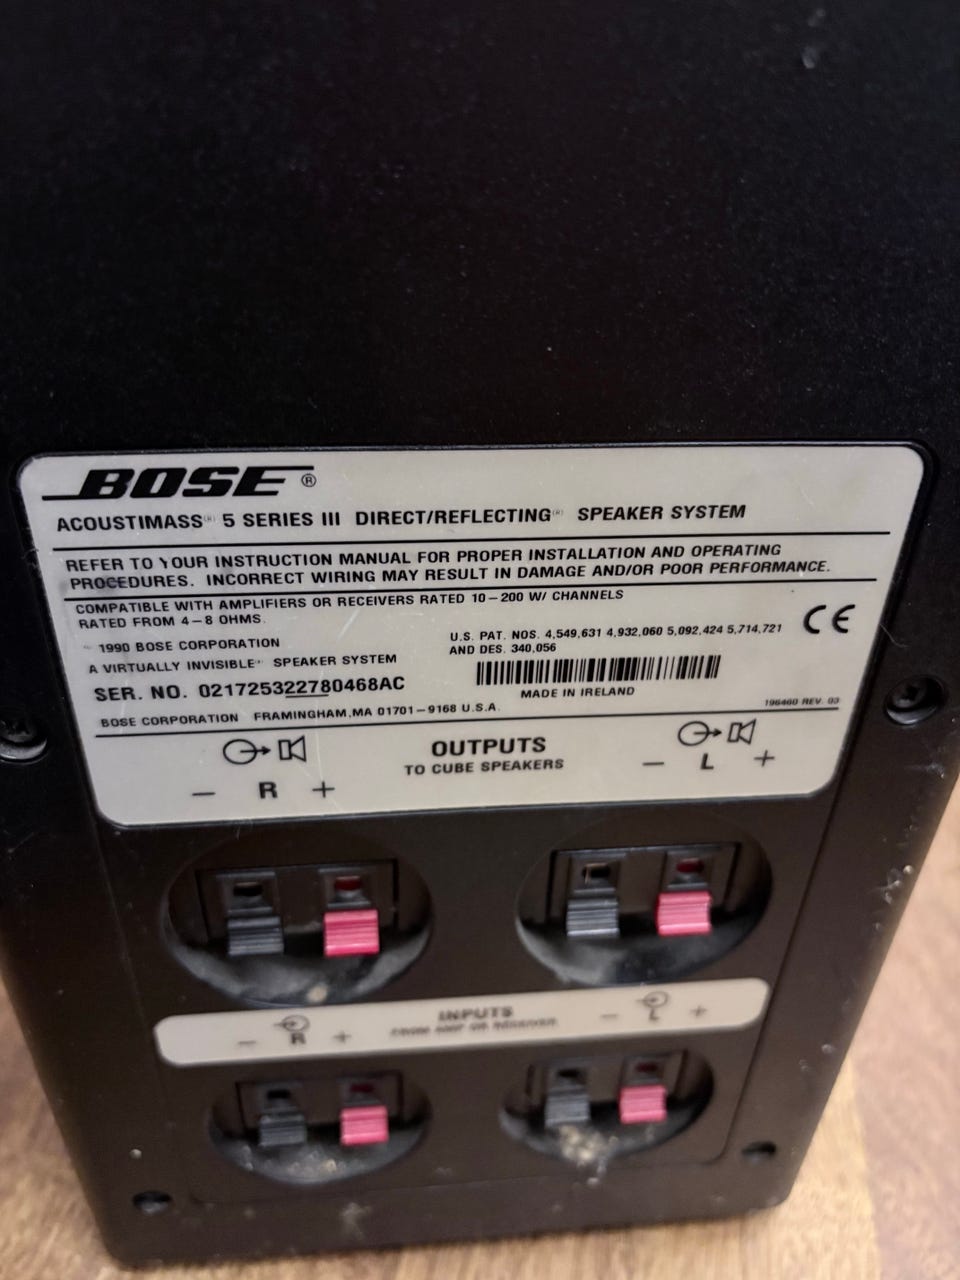 BOSE®
ACOUSTIMASS® 5 SERIES III DIRECT/REFLECTING® SPEAKER SYSTEM
REFER TO YOUR INSTRUCTION MANUAL FOR PROPER INSTALLATION AND OPERATING
PROCEDURES. INCORRECT WIRING MAY RESULT IN DAMAGE AND/OR POOR PERFORMANCE.
COMPATIBLE WITH AMPLIFIERS OR RECEIVERS RATED 10-200 W/ CHANNELS
RATED FROM 4-8 OHMS.
1990 BOSE CORPORATION
A VIRTUALLY INVISIBLE® SPEAKER SYSTEM
SER. NO. 021725322780468AC
BOSE CORPORATION FRAMINGHAM, MA 01701-9168 U.S.A.
U.S. PAT. NOS. 4,549,631 4,932,060 5,092,424 5,714,721
AND DES. 340,056
CE
MADE IN IRELAND
196460 REV. 03
OUTPUTS
TO CUBE SPEAKERS
- R +
- L +
INPUTS
FROM AMP OR RECEIVER
- R +
- L +